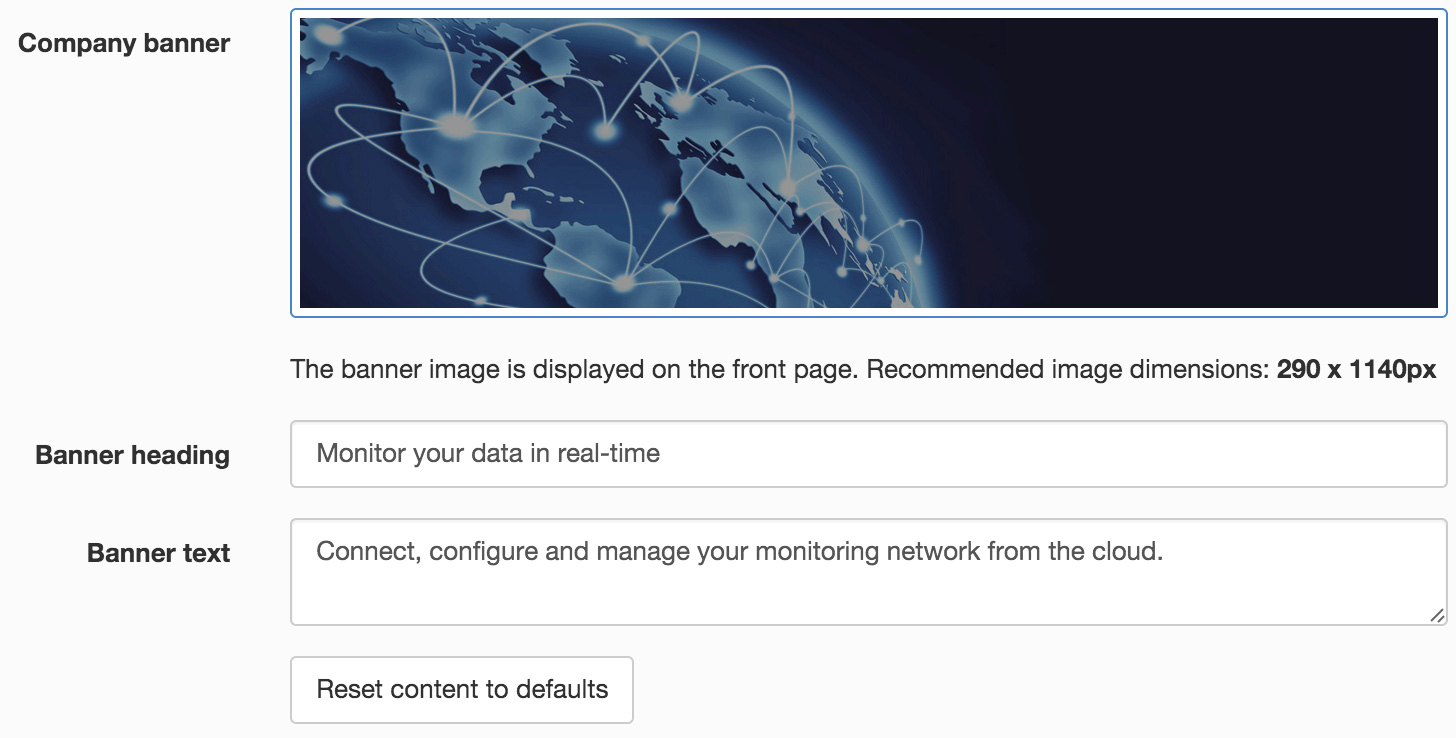 Company banner
The banner image is displayed on the front page. Recommended image dimensions: 290 x 1140px
Banner heading
Monitor your data in real-time
Banner text
Connect, configure and manage your monitoring network from the cloud.
Reset content to defaults